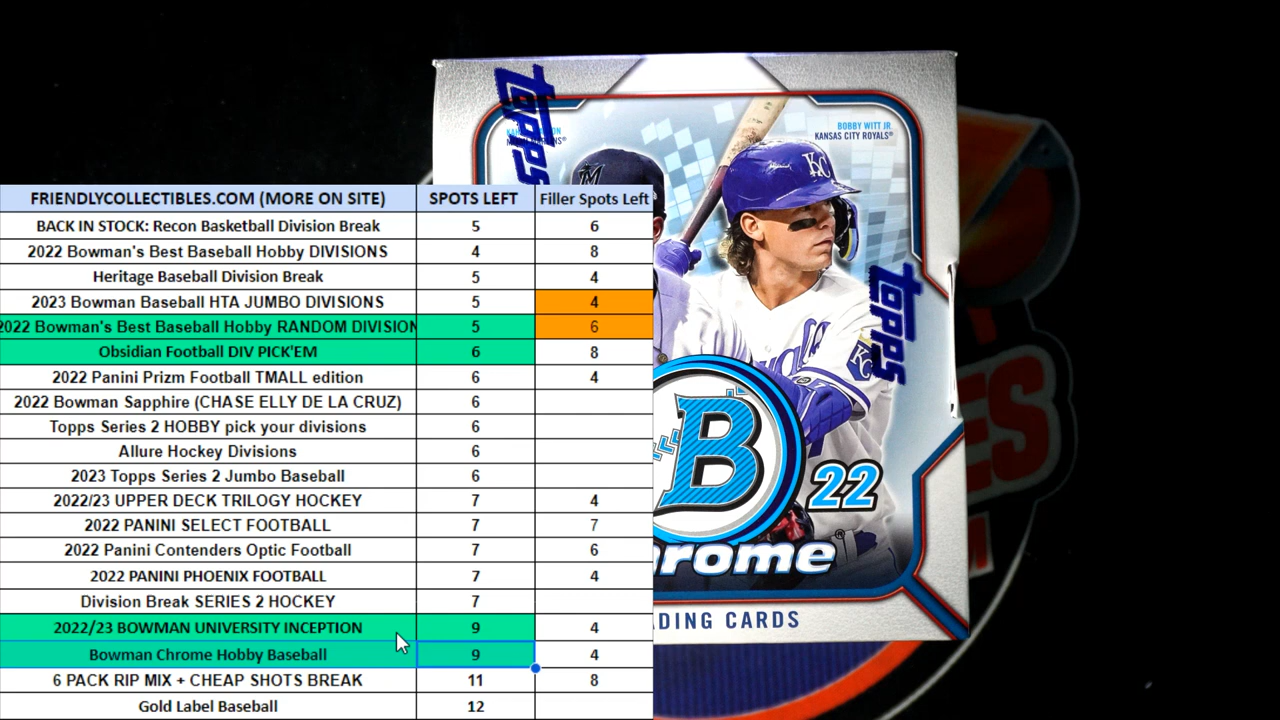 topps
BOBBY WITT JR.
KANSAS CITY ROYALS®
KC
FRIENDLYCOLLECTIBLES.COM (MORE ON SITE) SPOTS LEFT Filler Spots Left
BACK IN STOCK: Recon Basketball Division Break 5 6
2022 Bowman's Best Baseball Hobby DIVISIONS 4 8
Heritage Baseball Division Break 5 4
2023 Bowman Baseball HTA JUMBO DIVISIONS 5 4
2022 Bowman's Best Baseball Hobby RANDOM DIVISION 5 6
Obsidian Football DIV PICK'EM 6 8
2022 Panini Prizm Football TMALL edition 6 4
2022 Bowman Sapphire (CHASE ELLY DE LA CRUZ) 6
Topps Series 2 HOBBY pick your divisions 6
Allure Hockey Divisions 6
2023 Topps Series 2 Jumbo Baseball 6
2022/23 UPPER DECK TRILOGY HOCKEY 7 4
2022 PANINI SELECT FOOTBALL 7 7
2022 Panini Contenders Optic Football 7 6
2022 PANINI PHOENIX FOOTBALL 7 4
Division Break SERIES 2 HOCKEY 7
2022/23 BOWMAN UNIVERSITY INCEPTION 9 4
Bowman Chrome Hobby Baseball 9 4
6 PACK RIP MIX + CHEAP SHOTS BREAK 11 8
Gold Label Baseball 12
topps
KC
B
22
rome
DING CARDS